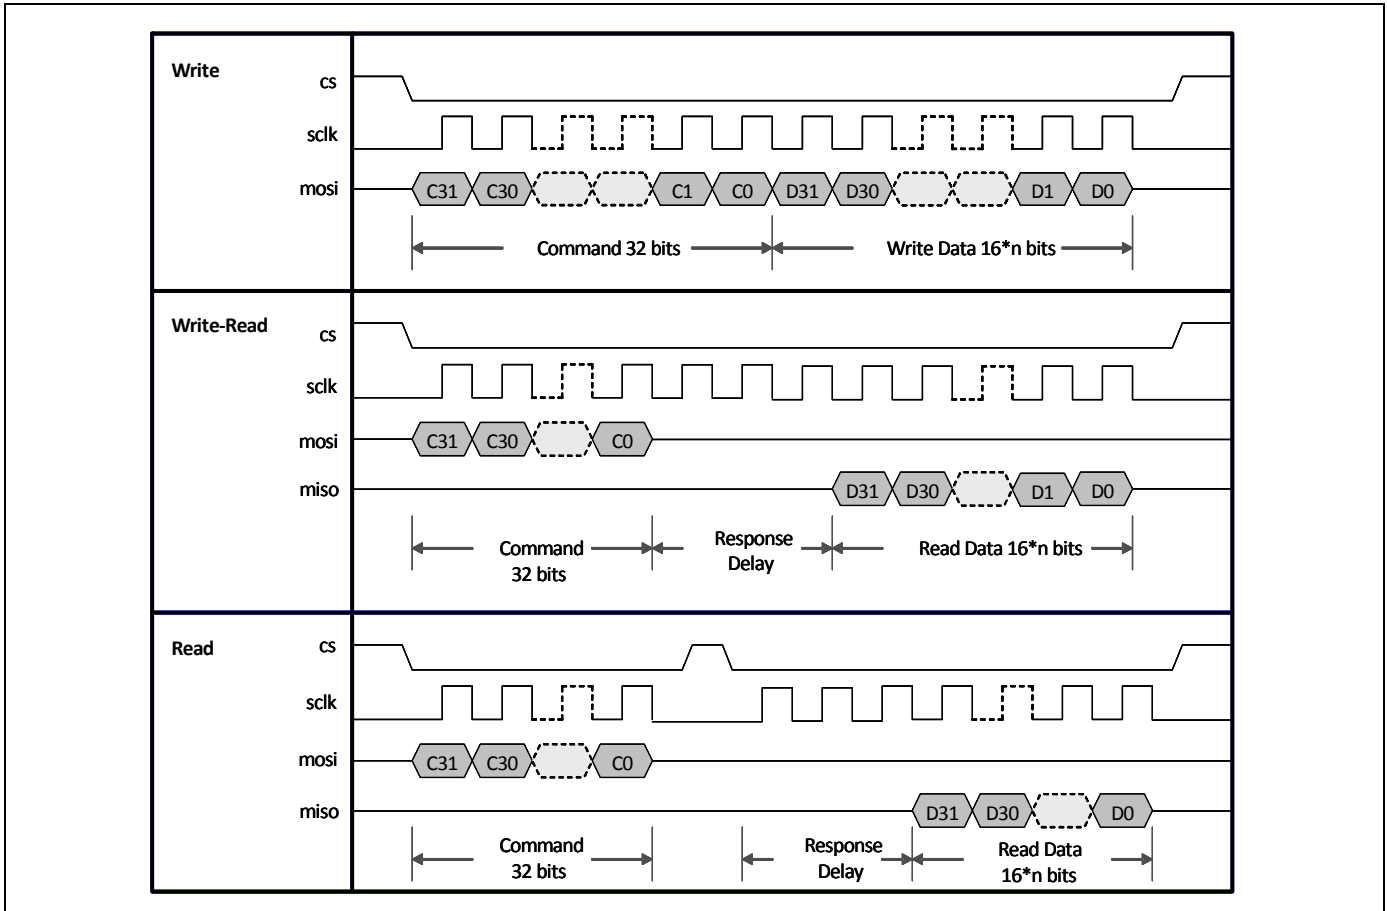 Write
cs
sclk
mosi
C31 C30 C1 C0 D31 D30 D1 D0
Command 32 bits
Write Data 16*n bits
Write-Read
cs
sclk
mosi
C31 C30 C0
miso
D31 D30 D1 D0
Command
32 bits
Response
Delay
Read Data 16*n bits
Read
cs
sclk
mosi
C31 C30 C0
miso
D31 D30 D0
Command
32 bits
Response
Delay
Read Data
16*n bits